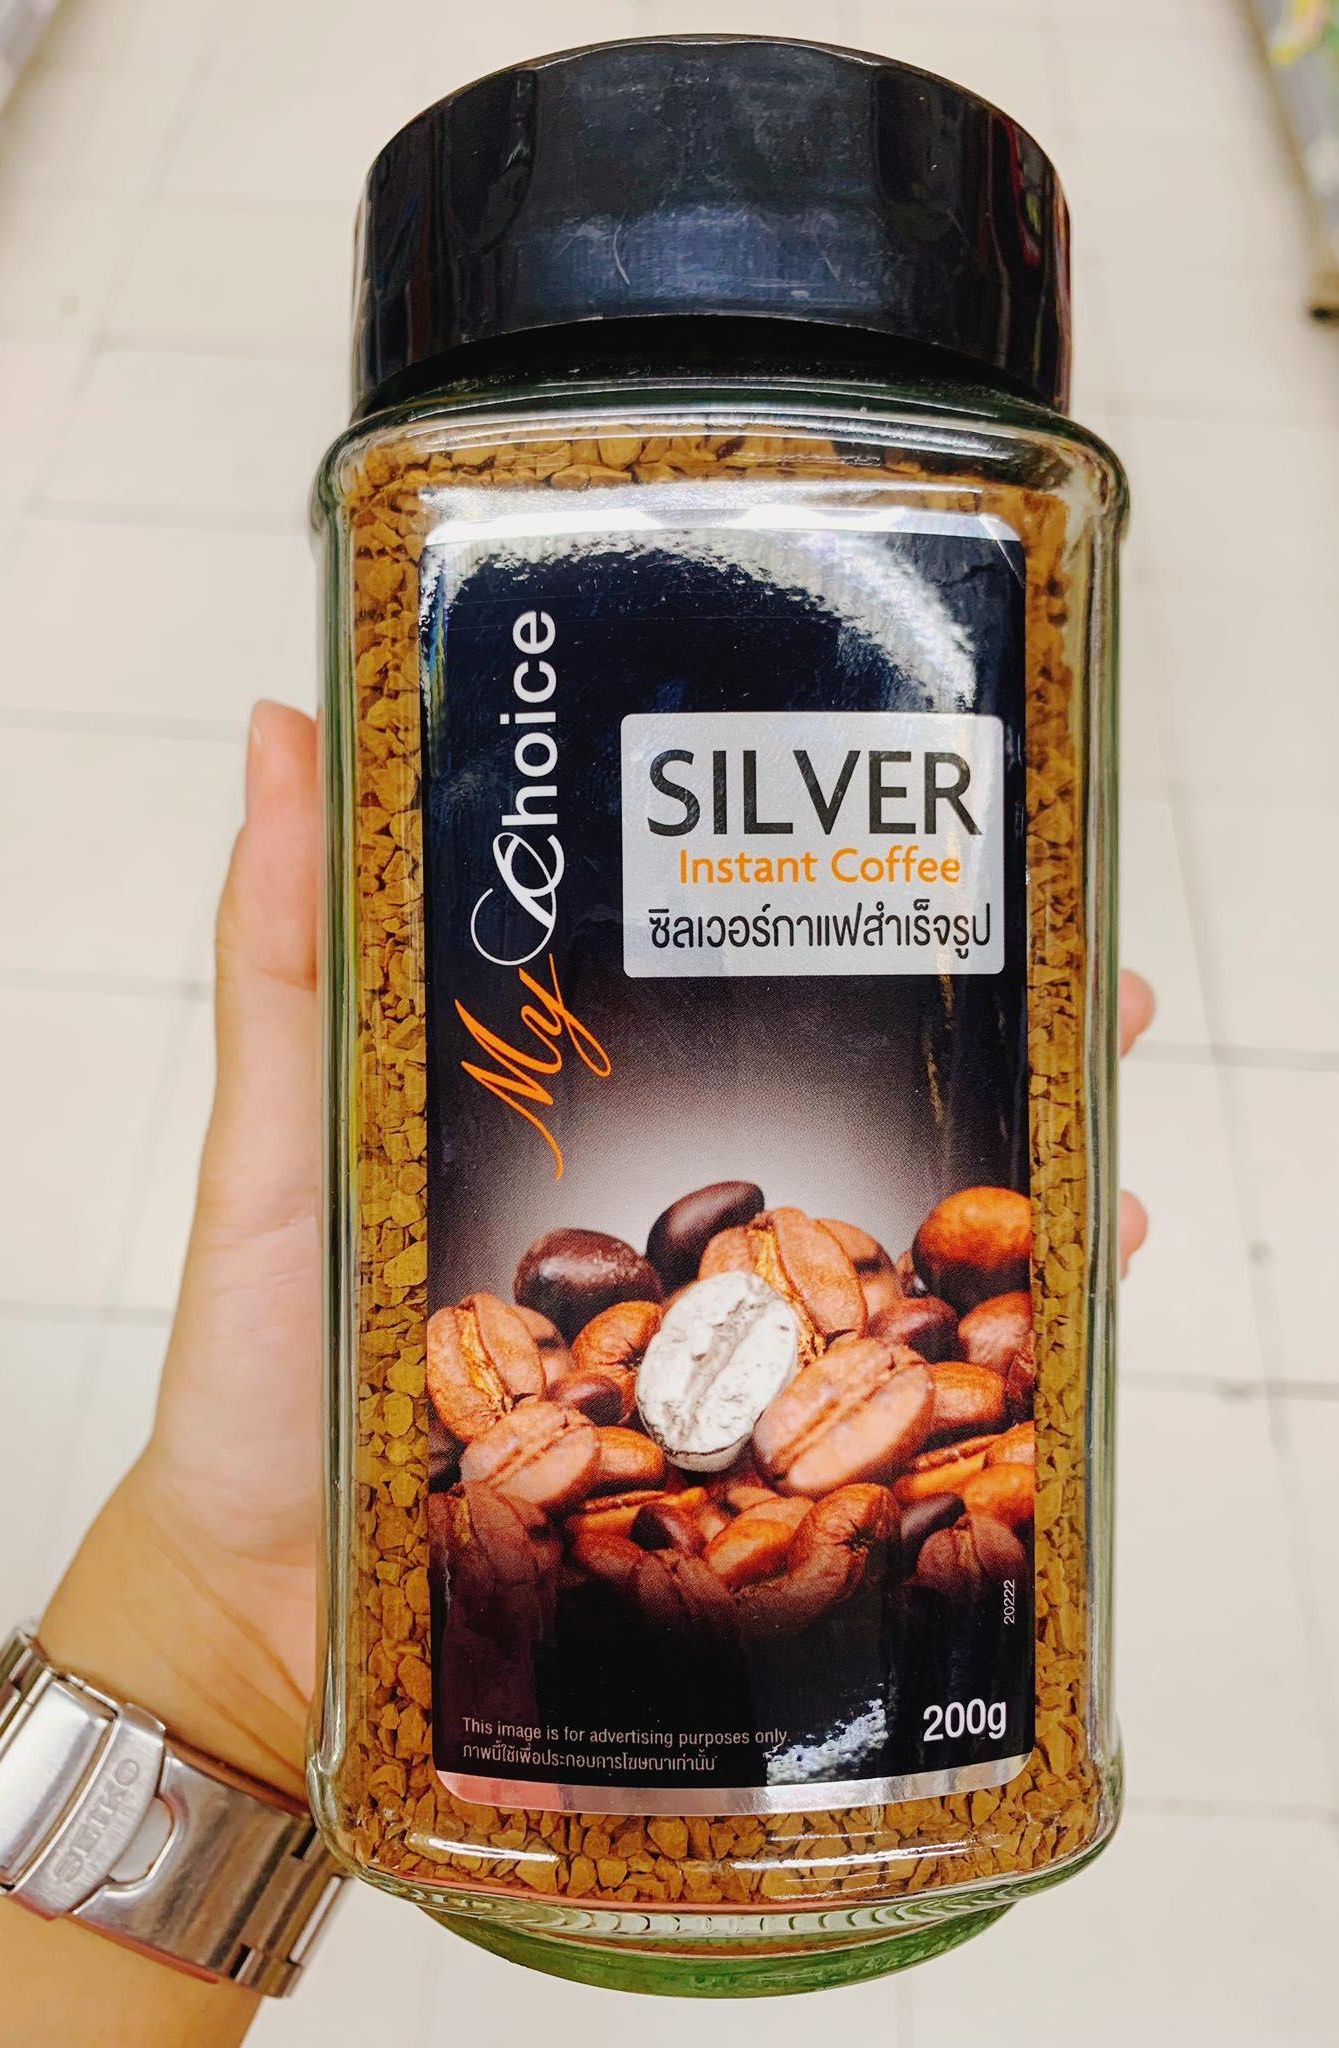 My Choice
SILVER
Instant Coffee
ซิลเวอร์กาแฟสำเร็จรูป
20222
200g
This image is for advertising purposes only.
ภาพนี้ใช้เพื่อประกอบการโฆษณาเท่านั้น
SEIKO